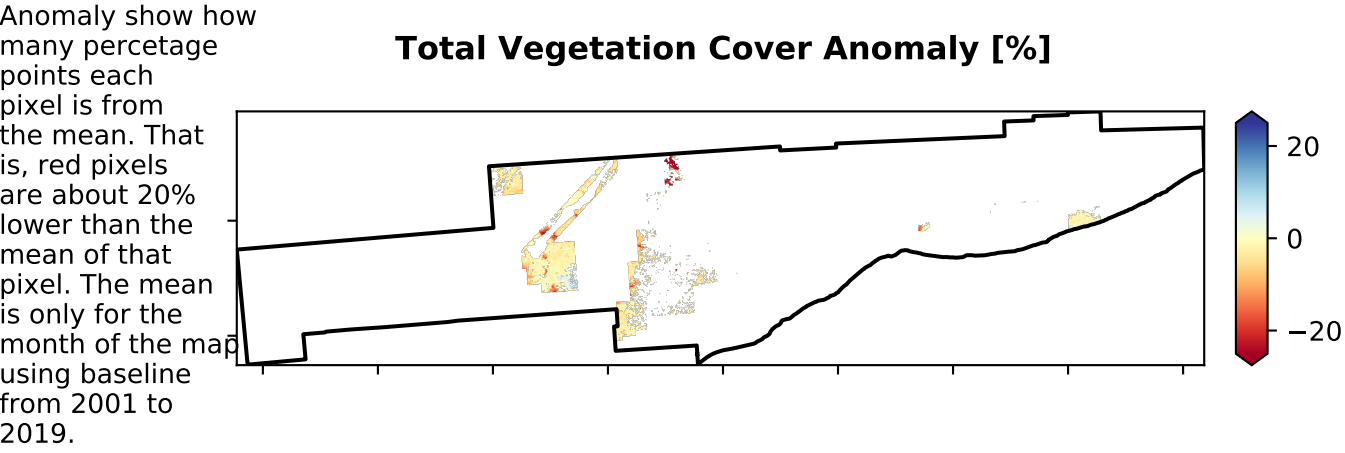 Anomaly show how
many percetage
points each
pixel is from
the mean. That
is, red pixels
are about 20%
lower than the
mean of that
pixel. The mean
is only for the
month of the map
using baseline
from 2001 to
2019.
Total Vegetation Cover Anomaly [%]
20
0
−20